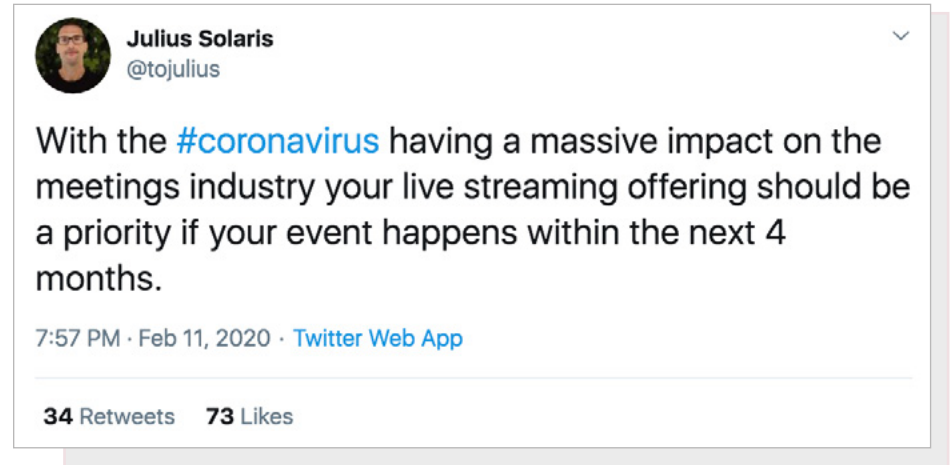 Julius Solaris
@tojulius
With the #coronavirus having a massive impact on the
meetings industry your live streaming offering should be
a priority if your event happens within the next 4
months.
7:57 PM · Feb 11, 2020 · Twitter Web App
34 Retweets 73 Likes